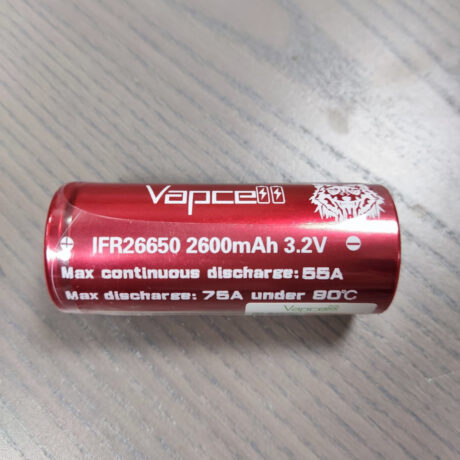 Vapcell
+ IFR26650 2600mAh 3.2V -
Max continuous discharge: 55A
Max discharge: 75A under 80℃
Vapcell